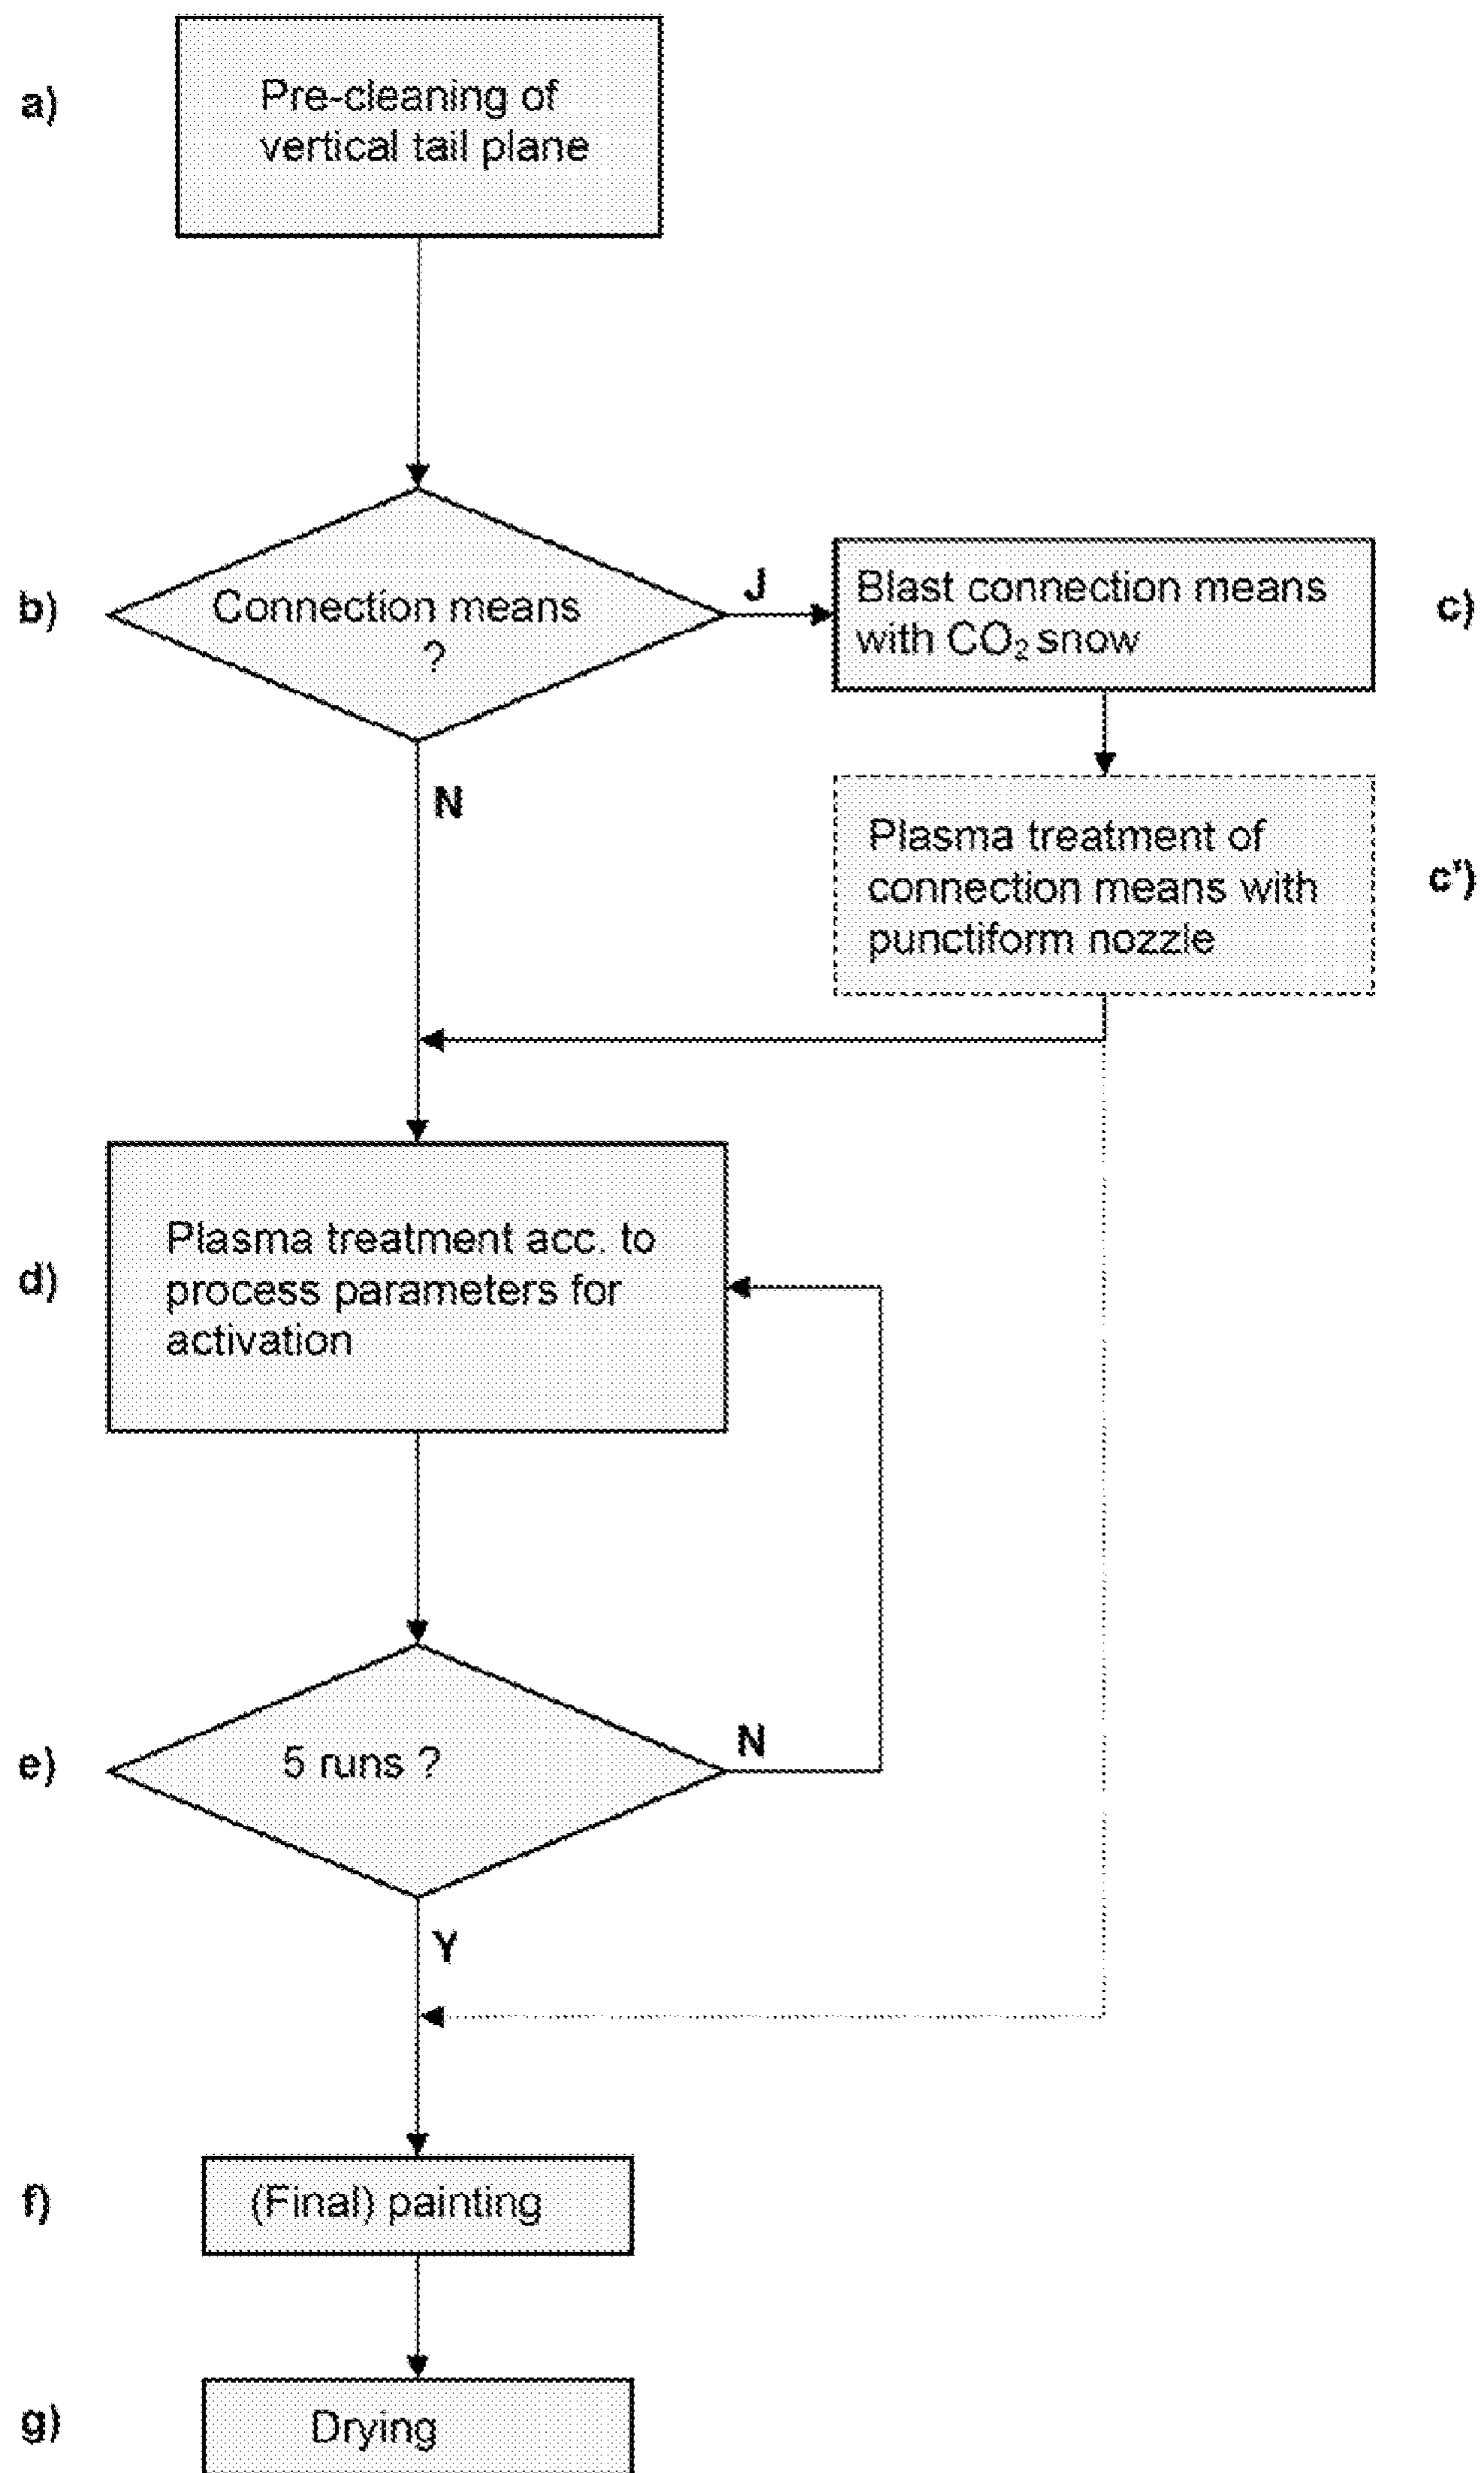 a)
Pre-cleaning of
vertical tail plane
b)
Connection means
?
J
Blast connection means
with CO₂ snow
c)
N
Plasma treatment of
connection means with
punctiform nozzle
c')
d)
Plasma treatment acc. to
process parameters for
activation
e)
5 runs ?
N
Y
f)
(Final) painting
g)
Drying